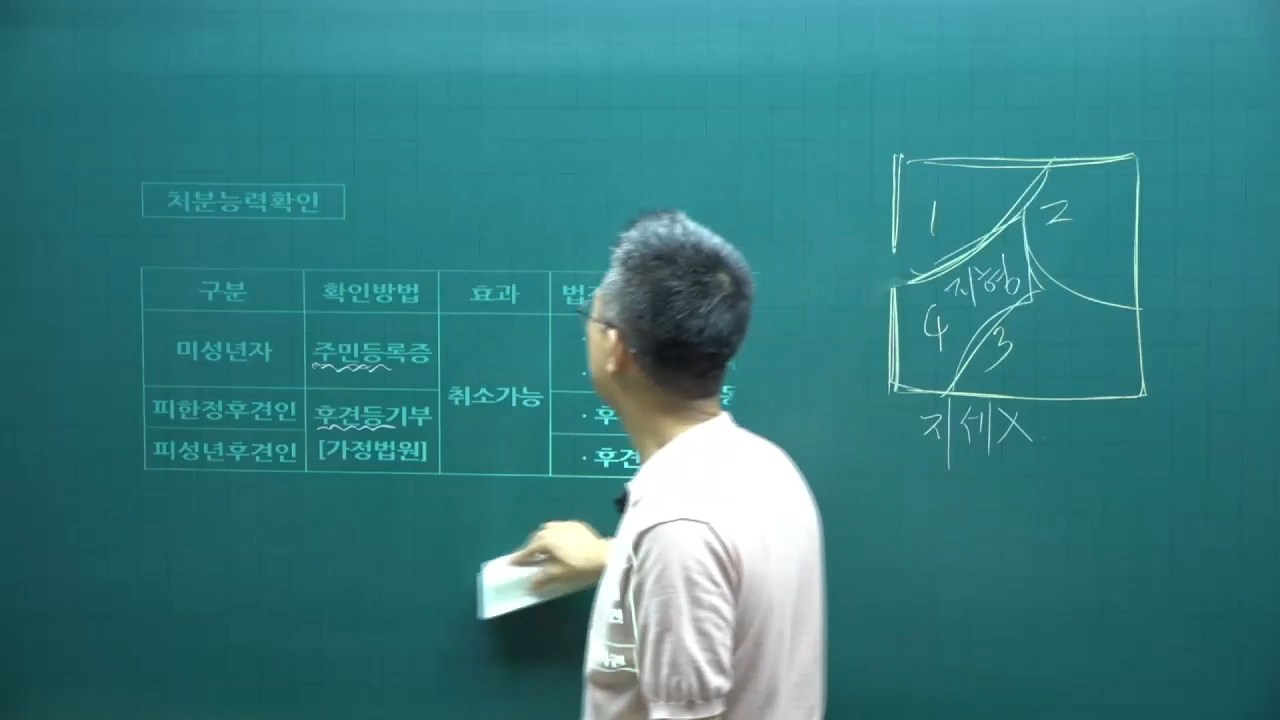 처분능력확인
구분 확인방법 효과
미성년자 주민등록증
취소가능
피한정후견인 후견등기부
피성년후견인 [가정법원]
1 2
지형
4 3
지세X